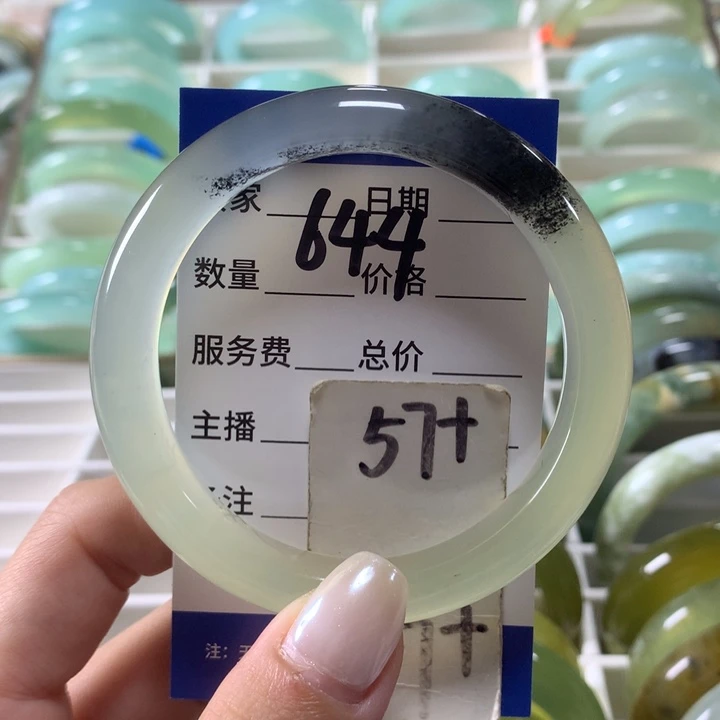 家 日期
644
数量 价格
服务费 总价
主播
57+
注
注: